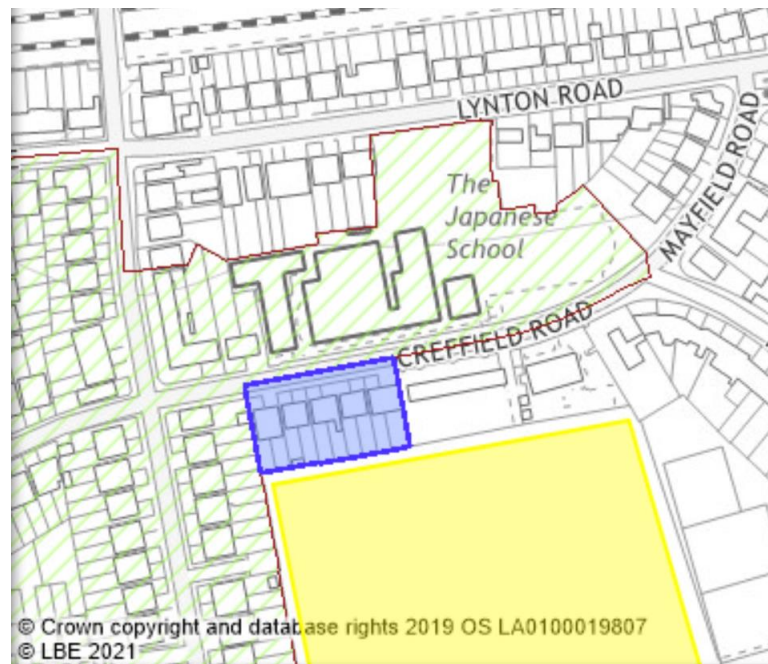 LYNTON ROAD
MAYFIELD ROAD
The
Japanese
School
CREFFIELD ROAD
© Crown copyright and database rights 2019 OS LA0100019807
© LBE 2021